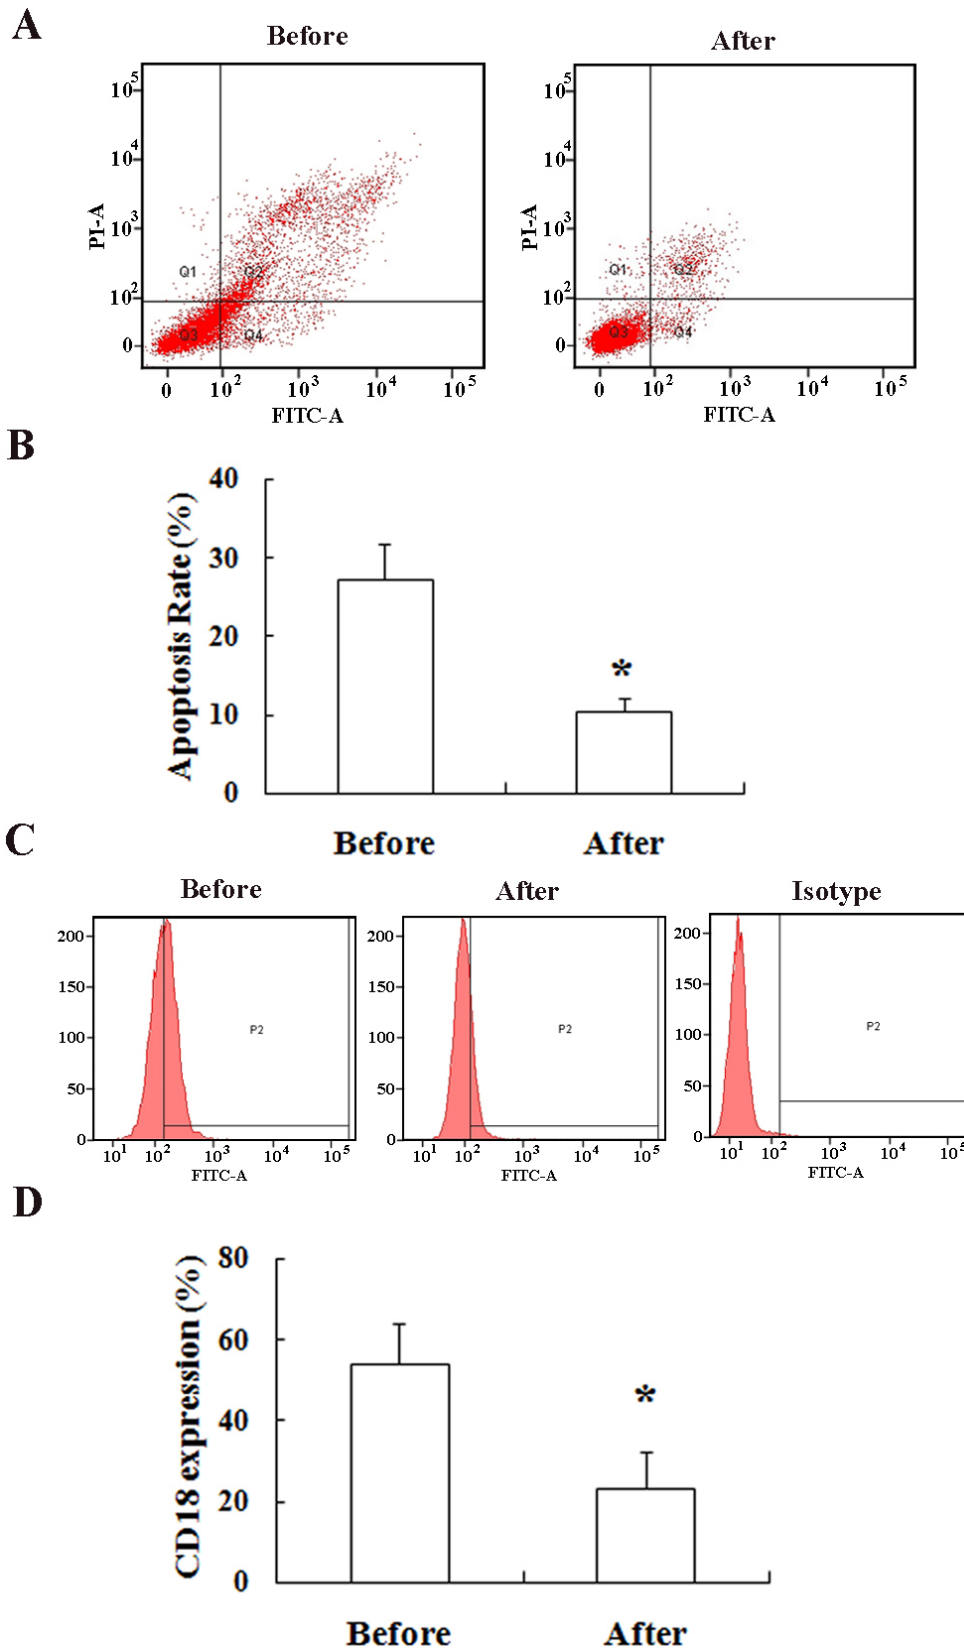 A
Before
After
10^5
10^4
10^3
10^2
0
PI-A
Q1
Q2
Q3
Q4
0
10^2
10^3
10^4
10^5
FITC-A
10^5
10^4
10^3
10^2
0
PI-A
Q1
Q2
Q3
Q4
0
10^2
10^3
10^4
10^5
FITC-A
B
40
30
20
10
0
Apoptosis Rate (%)
*
Before
After
C
Before
After
Isotype
200
150
100
50
0
P2
10^1
10^2
10^3
10^4
10^5
FITC-A
200
150
100
50
0
P2
10^1
10^2
10^3
10^4
10^5
FITC-A
200
150
100
50
0
P2
10^1
10^2
10^3
10^4
10^5
FITC-A
D
80
60
40
20
0
CD18 expression (%)
*
Before
After